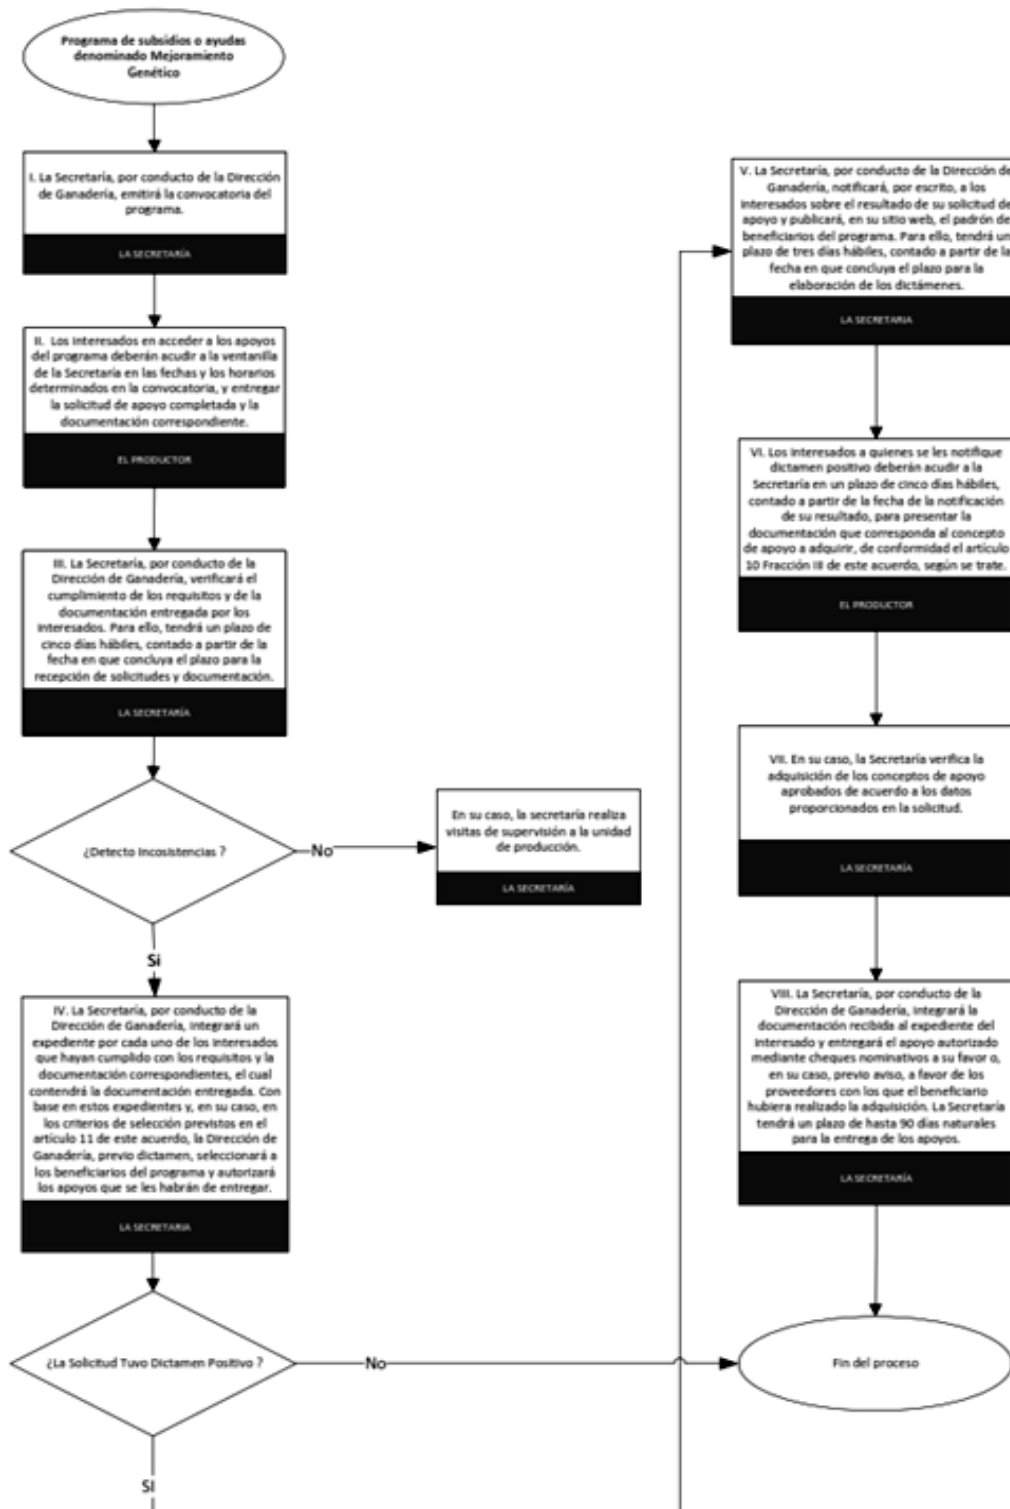 Programa de subsidios o ayudas
denominado Mejoramiento
Genético
I. La Secretaría, por conducto de la Dirección
de Ganadería, emitirá la convocatoria del
programa.
LA SECRETARÍA
II. Los interesados en acceder a los apoyos
del programa deberán acudir a la ventanilla
de la Secretaría en las fechas y los horarios
determinados en la convocatoria, y entregar
la solicitud de apoyo completada y la
documentación correspondiente.
EL PRODUCTOR
III. La Secretaría, por conducto de la
Dirección de Ganadería, verificará el
cumplimiento de los requisitos y de la
documentación entregada por los
interesados. Para ello, tendrá un plazo de
cinco días hábiles, contado a partir de la
fecha en que concluya el plazo para la
recepción de solicitudes y documentación.
LA SECRETARÍA
¿Detecto Incosistencias ?
No
En su caso, la secretaría realiza
visitas de supervisión a la unidad
de producción.
LA SECRETARÍA
Si
IV. La Secretaría, por conducto de la
Dirección de Ganadería, integrará un
expediente por cada uno de los interesados
que hayan cumplido con los requisitos y la
documentación correspondientes, el cual
contendrá la documentación entregada. Con
base en estos expedientes y, en su caso, en
los criterios de selección previstos en el
artículo 11 de este acuerdo, la Dirección de
Ganadería, previo dictamen, seleccionará a
los beneficiarios del programa y autorizará
los apoyos que se les habrán de entregar.
LA SECRETARIA
¿La Solicitud Tuvo Dictamen Positivo ?
No
SI
V. La Secretaría, por conducto de la Dirección de
Ganadería, notificará, por escrito, a los
interesados sobre el resultado de su solicitud de
apoyo y publicará, en su sitio web, el padrón de
beneficiarios del programa. Para ello, tendrá un
plazo de tres días hábiles, contado a partir de la
fecha en que concluya el plazo para la
elaboración de los dictámenes.
LA SECRETARIA
VI. Los interesados a quienes se les notifique
dictamen positivo deberán acudir a la
Secretaría en un plazo de cinco días hábiles,
contado a partir de la fecha de la notificación
de su resultado, para presentar la
documentación que corresponda al concepto
de apoyo a adquirir, de conformidad el artículo
10 Fracción III de este acuerdo, según se trate.
EL PRODUCTOR
VII. En su caso, la Secretaría verifica la
adquisición de los conceptos de apoyo
aprobados de acuerdo a los datos
proporcionados en la solicitud.
LA SECRETARÍA
VIII. La Secretaría, por conducto de la
Dirección de Ganadería, integrará la
documentación recibida al expediente del
interesado y entregará el apoyo autorizado
mediante cheques nominativos a su favor o,
en su caso, previo aviso, a favor de los
proveedores con los que el beneficiario
hubiera realizado la adquisición. La Secretaría
tendrá un plazo de hasta 90 días naturales
para la entrega de los apoyos.
LA SECRETARÍA
Fin del proceso